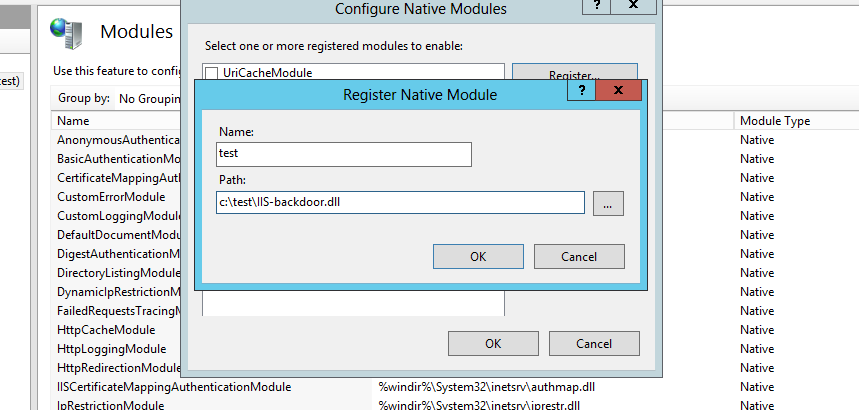 Configure Native Modules
? x
Modules
Select one or more registered modules to enable:
Use this feature to config
UriCacheModule
Register...
test)
Register Native Module
? x
Group by: No Grouping
Name
Module Type
Name:
test
Path:
c:\test\IIS-backdoor.dll
...
OK
Cancel
AnonymousAuthentica
Native
BasicAuthenticationMo
Native
CertificateMappingAuth
Native
CustomErrorModule
Native
CustomLoggingModule
Native
DefaultDocumentModu
Native
DigestAuthenticationM
Native
DirectoryListingModule
Native
DynamicIpRestrictionM
Native
FailedRequestsTracingM
Native
HttpCacheModule
Native
HttpLoggingModule
Native
OK
Cancel
HttpRedirectionModule
Native
IISCertificateMappingAuthenticationModule
%windir%\System32\inetsrv\authmap.dll
Native
IpRestrictionModule
%windir%\System32\inetsrv\iprestr.dll
Native